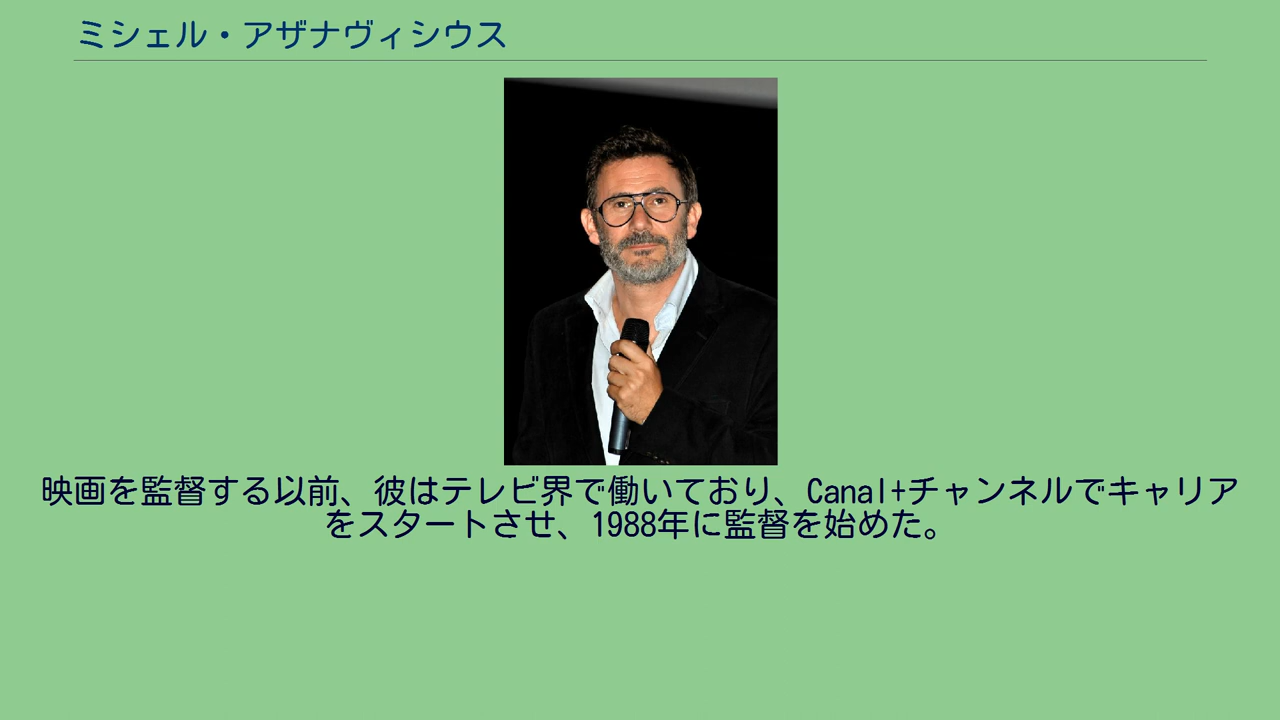 ミシェル・アザナヴィシウス
映画を監督する以前、彼はテレビ界で働いており、Canal+チャンネルでキャリア
をスタートさせ、1988年に監督を始めた。